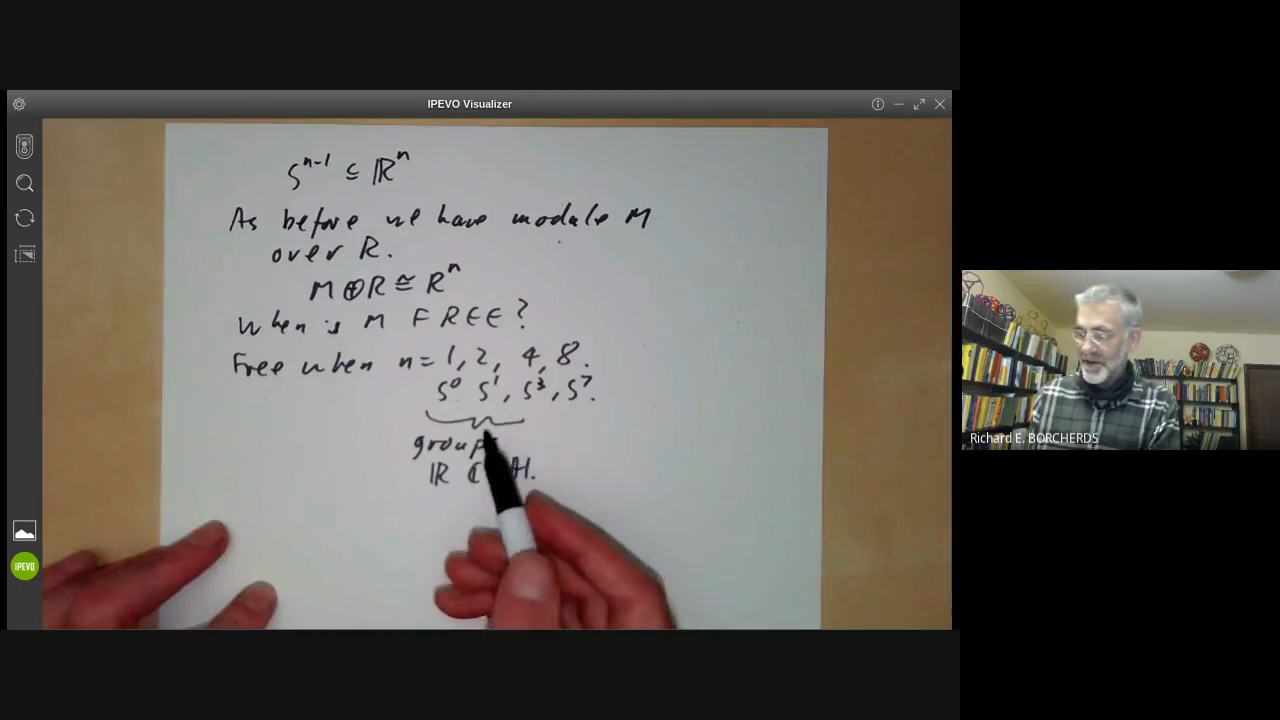 IPEVO Visualizer
S^{n-1} ⊆ ℝ^n
As before we have module M
over R.
M ⊕ R ≅ R^n
When is M FREE?
Free when n = 1, 2, 4, 8.
S^0 S^1, S^3, S^7.
group
ℝ ℂ ℍ.
Richard E. BORCHERDS
IPEVO